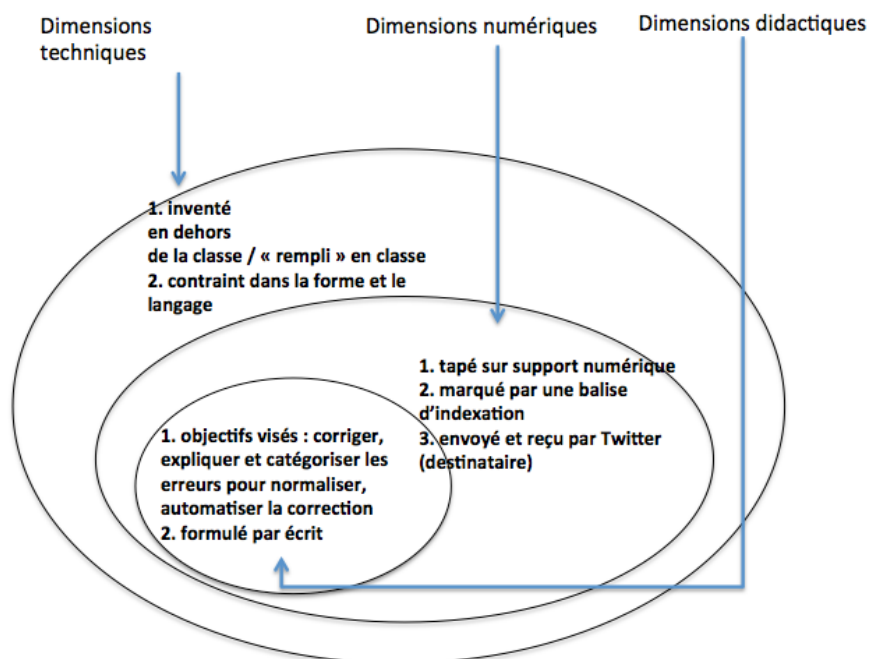 Dimensions
techniques
Dimensions numériques
Dimensions didactiques
1. inventé
en dehors
de la classe / « rempli » en classe
2. contraint dans la forme et le
langage
1. tapé sur support numérique
2. marqué par une balise
d'indexation
3. envoyé et reçu par Twitter
(destinataire)
1. objectifs visés : corriger,
expliquer et catégoriser les
erreurs pour normaliser,
automatiser la correction
2. formulé par écrit